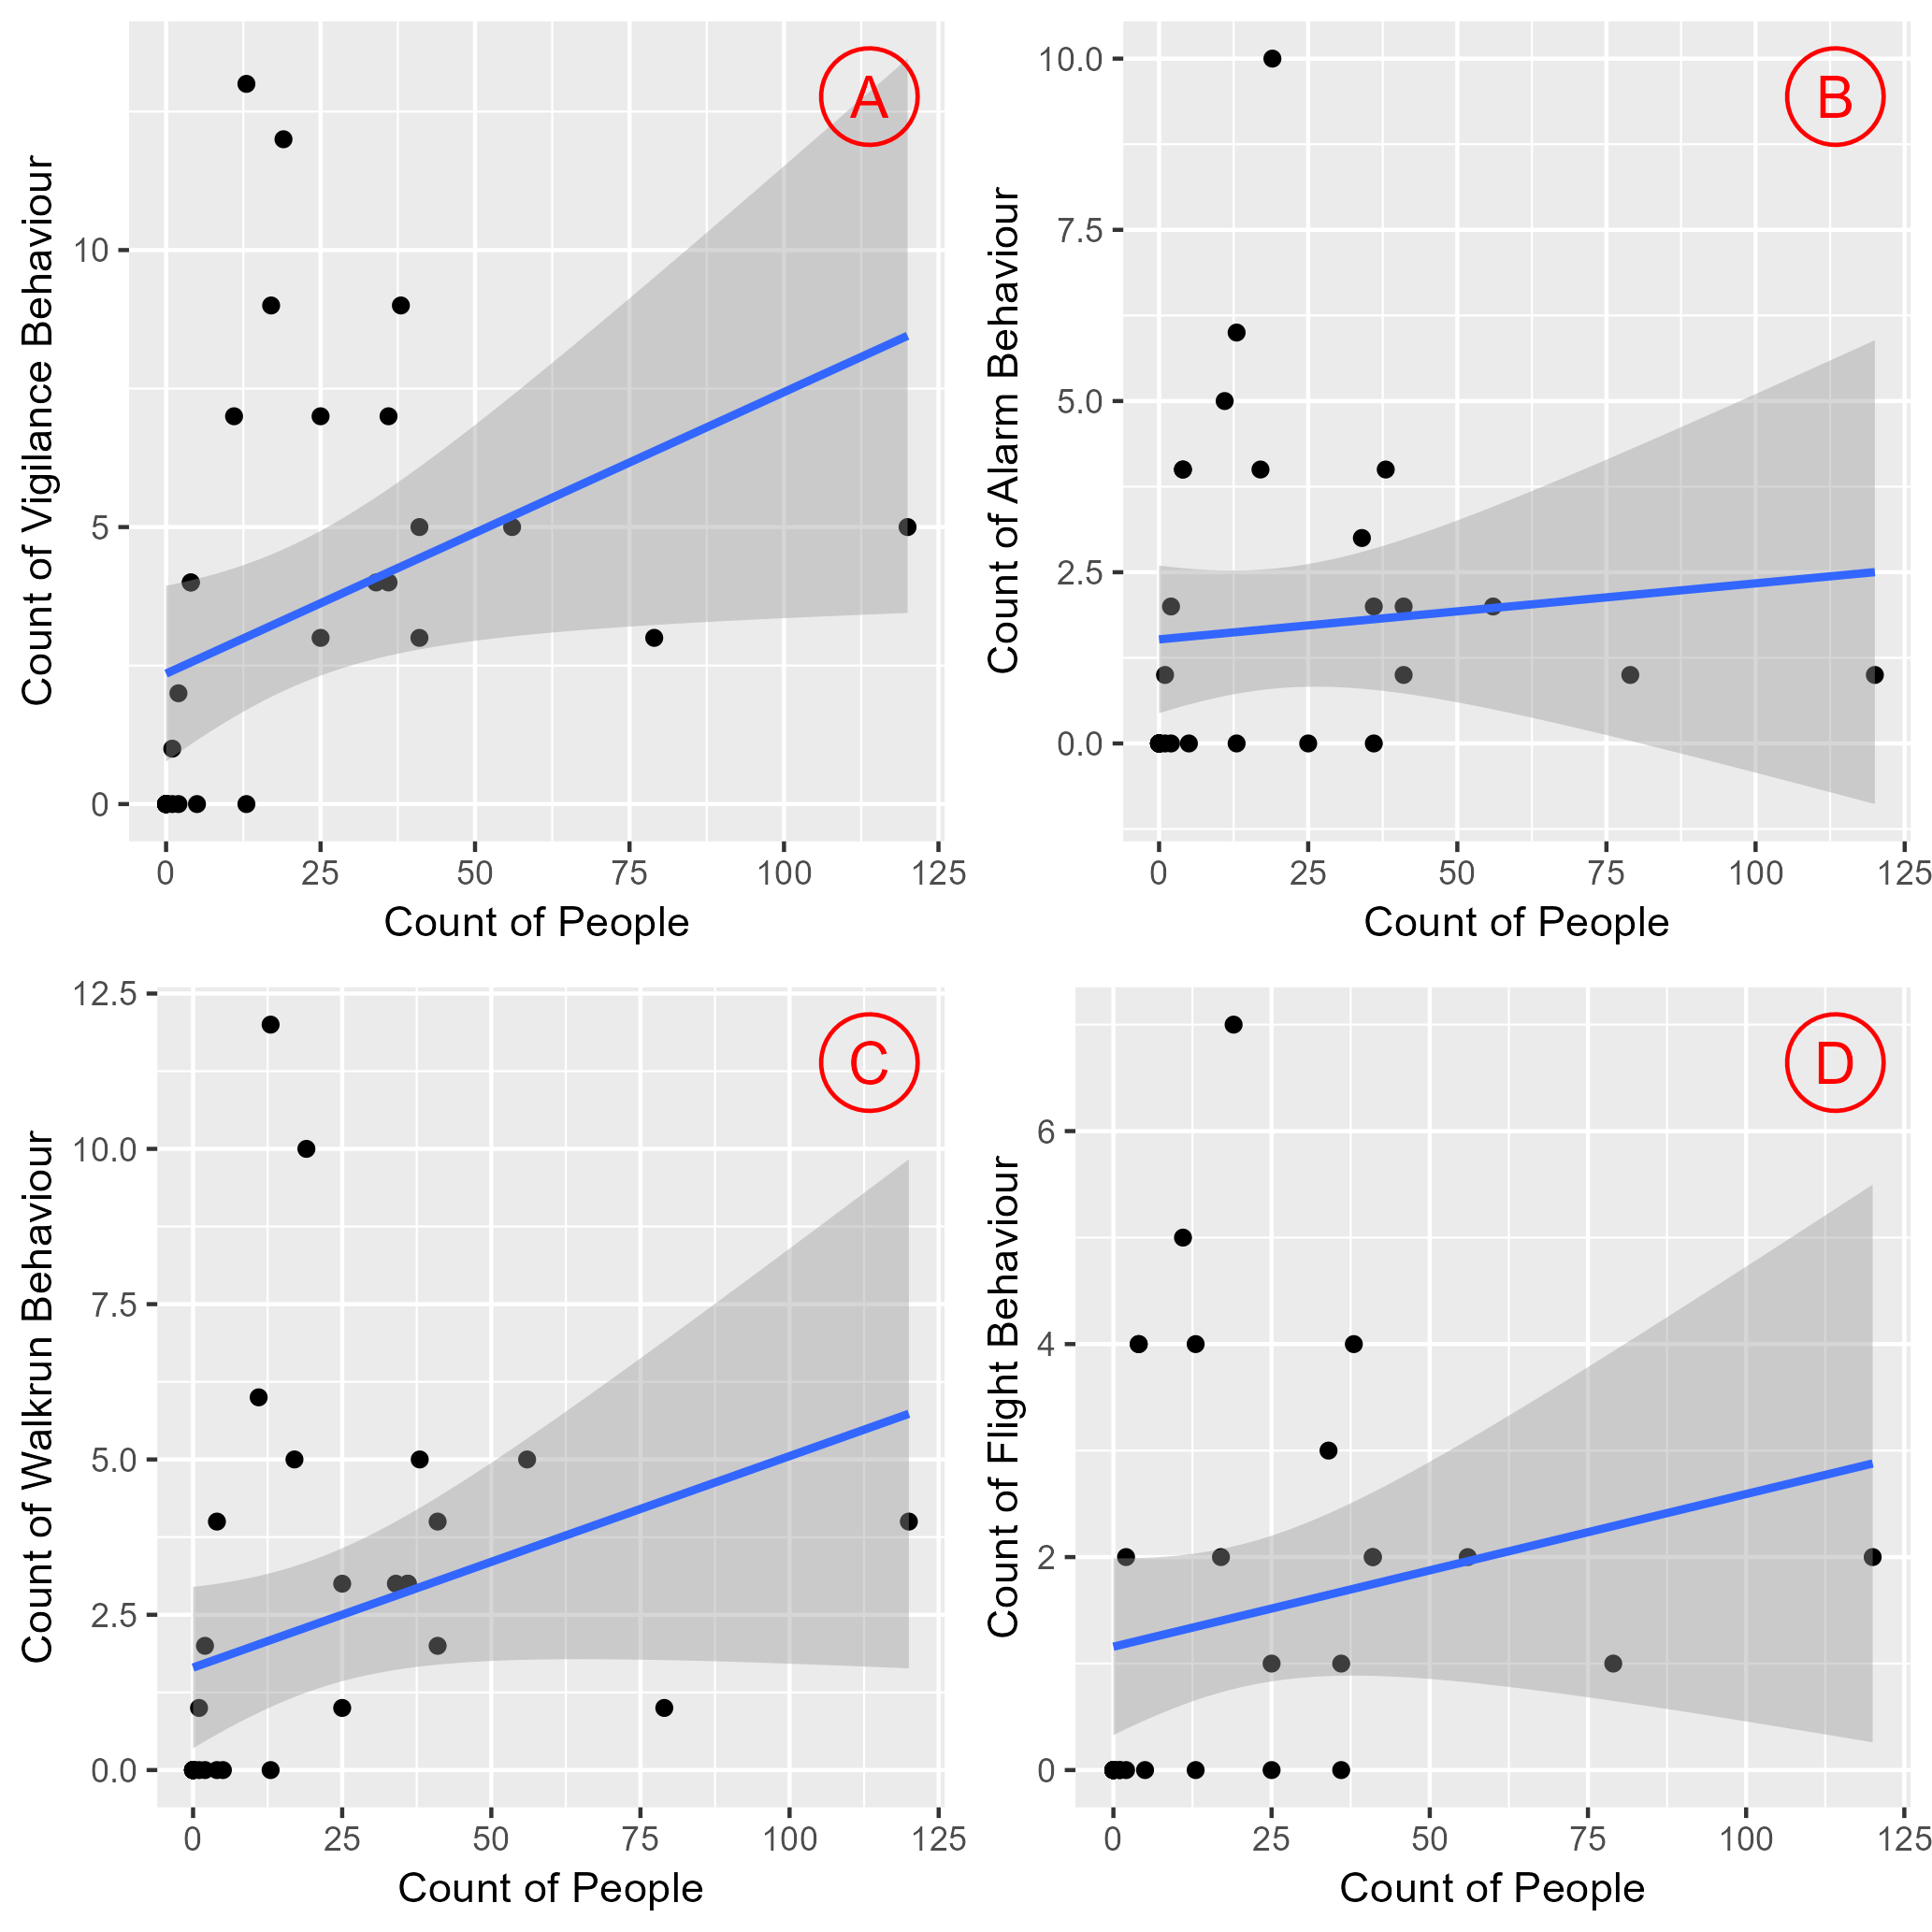 A
Count of Vigilance Behaviour
10
5
0
0 25 50 75 100 125
Count of People
B
Count of Alarm Behaviour
10.0
7.5
5.0
2.5
0.0
0 25 50 75 100 125
Count of People
C
Count of Walkrun Behaviour
12.5
10.0
7.5
5.0
2.5
0.0
0 25 50 75 100 125
Count of People
D
Count of Flight Behaviour
6
4
2
0
0 25 50 75 100 125
Count of People